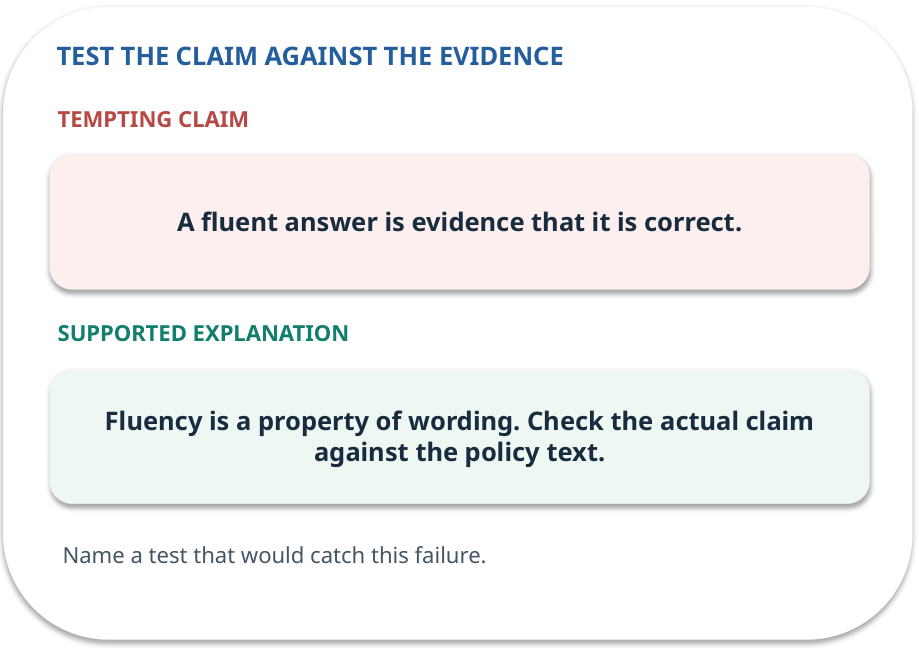 TEST THE CLAIM AGAINST THE EVIDENCE
TEMPTING CLAIM
A fluent answer is evidence that it is correct.
SUPPORTED EXPLANATION
Fluency is a property of wording. Check the actual claim
against the policy text.
Name a test that would catch this failure.